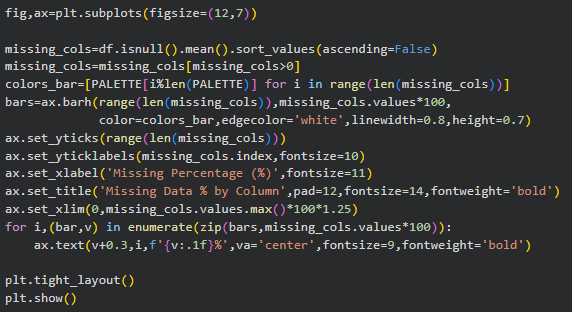 fig,ax=plt.subplots(figsize=(12,7))

missing_cols=df.isnull().mean().sort_values(ascending=False)
missing_cols=missing_cols[missing_cols>0]
colors_bar=[PALETTE[i%len(PALETTE)] for i in range(len(missing_cols))]
bars=ax.barh(range(len(missing_cols)),missing_cols.values*100,
             color=colors_bar,edgecolor='white',linewidth=0.8,height=0.7)
ax.set_yticks(range(len(missing_cols)))
ax.set_yticklabels(missing_cols.index,fontsize=10)
ax.set_xlabel('Missing Percentage (%)',fontsize=11)
ax.set_title('Missing Data % by Column',pad=12,fontsize=14,fontweight='bold')
ax.set_xlim(0,missing_cols.values.max()*100*1.25)
for i,(bar,v) in enumerate(zip(bars,missing_cols.values*100)):
    ax.text(v+0.3,i,f'{v:.1f}%',va='center',fontsize=9,fontweight='bold')

plt.tight_layout()
plt.show()